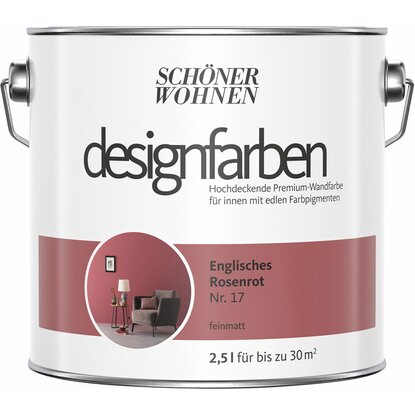 SCHÖNER
WOHNEN
designfarben
Hochdeckende Premium-Wandfarbe
für innen mit edlen Farbpigmenten
Englisches
Rosenrot
Nr. 17
feinmatt
2,5 l für bis zu 30 m²